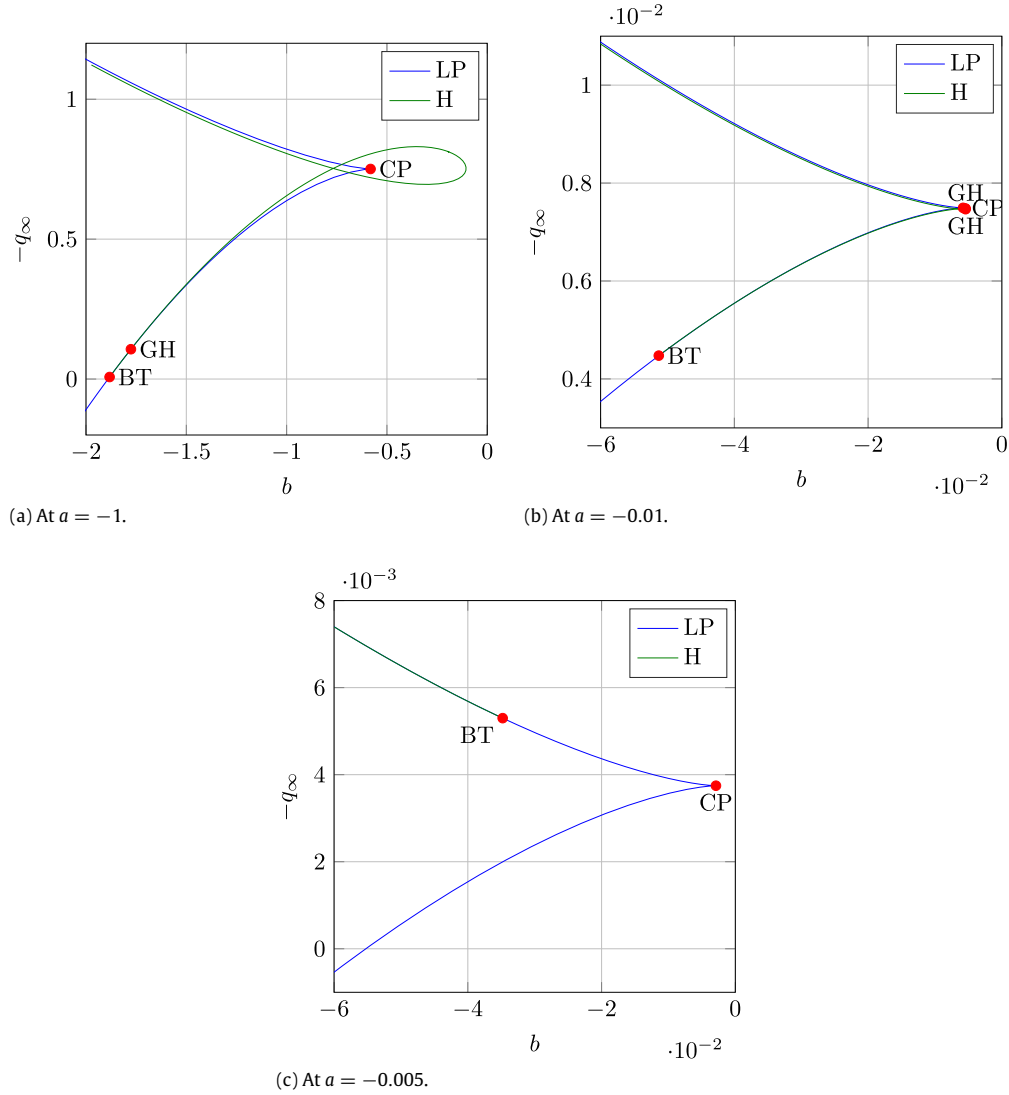 LP
H
1
0.5
0
−q∞
CP
GH
BT
−2
−1.5
−1
−0.5
0
b
(a) At a = −1.
·10−2
LP
H
1
0.8
0.6
0.4
−q∞
GH
CP
GH
BT
−6
−4
−2
0
b
·10−2
(b) At a = −0.01.
·10−3
LP
H
8
6
4
2
0
−q∞
BT
CP
−6
−4
−2
0
b
·10−2
(c) At a = −0.005.